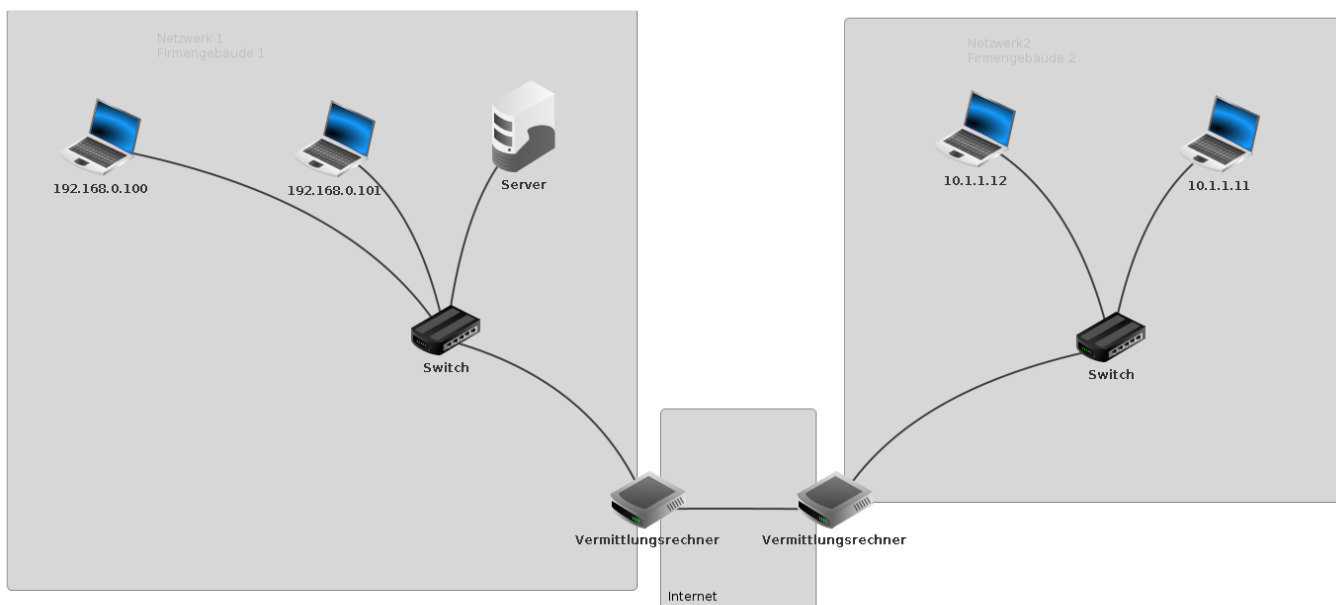 Netzwerk 1
Firmengebäude 1
Netzwerk2
Firmengebäude 2
192.168.0.100
192.168.0.101
Server
10.1.1.12
10.1.1.11
Switch
Switch
Vermittlungsrechner
Vermittlungsrechner
Internet